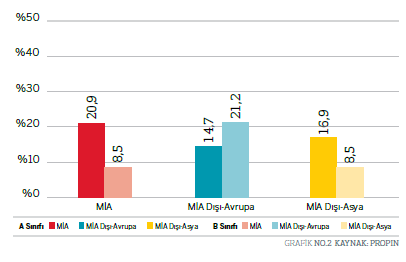 %50
%40
%30
%20
%10
%0
20,9
8,5
14,7
21,2
16,9
8,5
MİA
MİA Dışı-Avrupa
MİA Dışı-Asya
A Sınıfı MİA MİA Dışı-Avrupa MİA Dışı-Asya B Sınıfı MİA MİA Dışı-Avrupa MİA Dışı-Asya
GRAFİK NO.2 KAYNAK: PROPIN